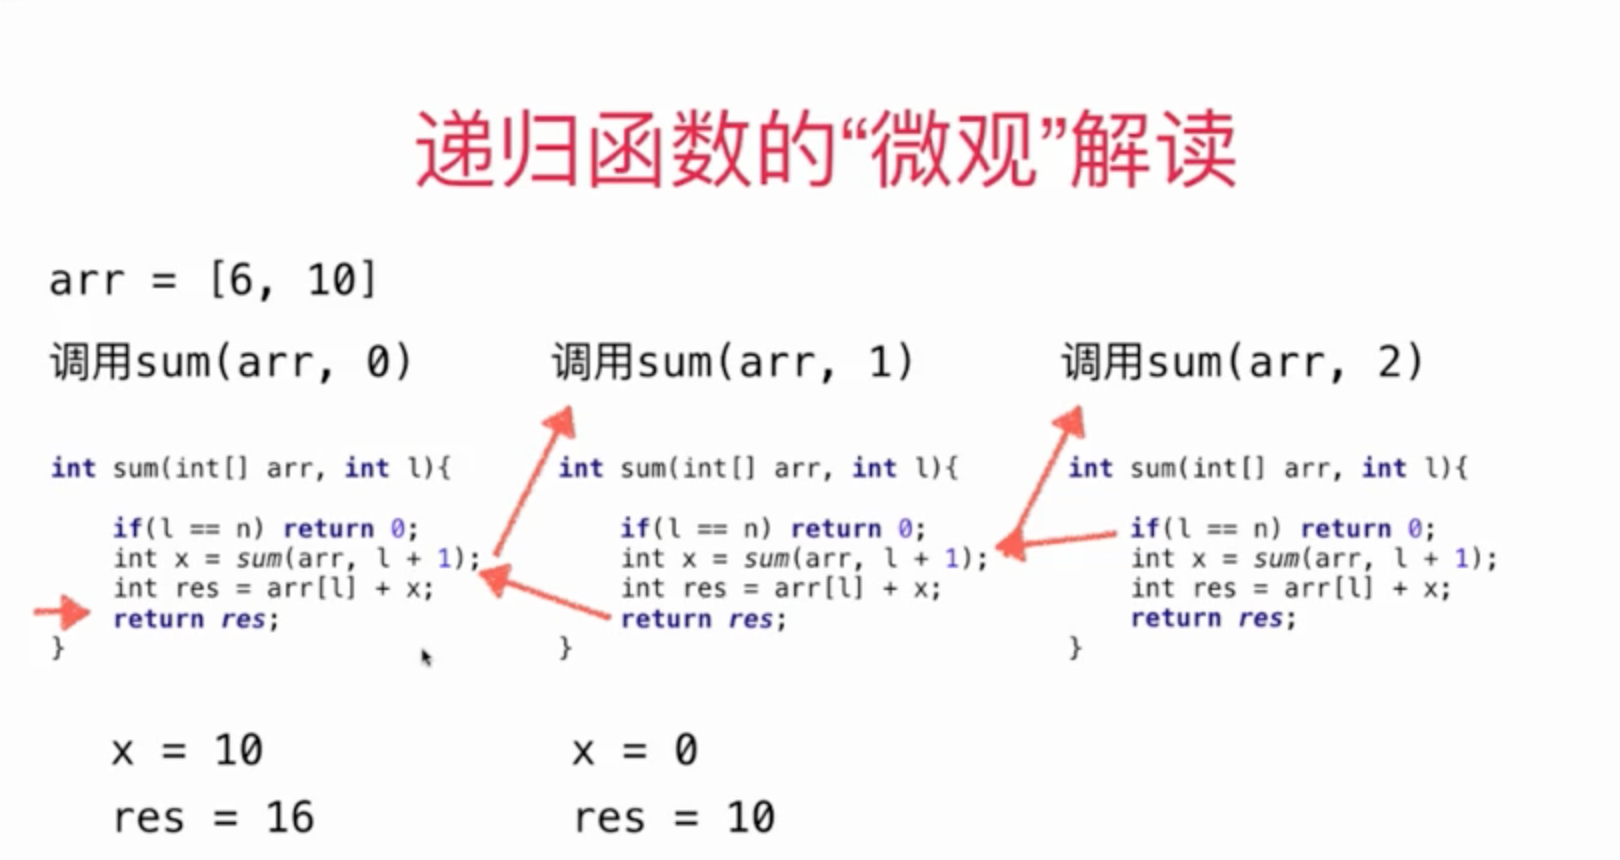 递归函数的“微观”解读
arr = [6, 10]
调用sum(arr, 0)
int sum(int[] arr, int l){
if(l == n) return 0;
int x = sum(arr, l + 1);
int res = arr[l] + x;
return res;
}
x = 10
res = 16
调用sum(arr, 1)
int sum(int[] arr, int l){
if(l == n) return 0;
int x = sum(arr, l + 1);
int res = arr[l] + x;
return res;
}
x = 0
res = 10
调用sum(arr, 2)
int sum(int[] arr, int l){
if(l == n) return 0;
int x = sum(arr, l + 1);
int res = arr[l] + x;
return res;
}